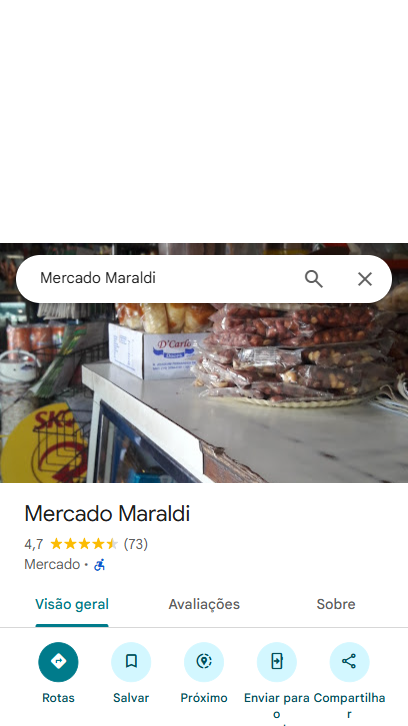 Mercado Maraldi
D'Carlo
SKO
Mercado Maraldi
4,7 (73)
Mercado ·
Visão geral
Avaliações
Sobre
Rotas
Salvar
Próximo
Enviar para o
Compartilhar